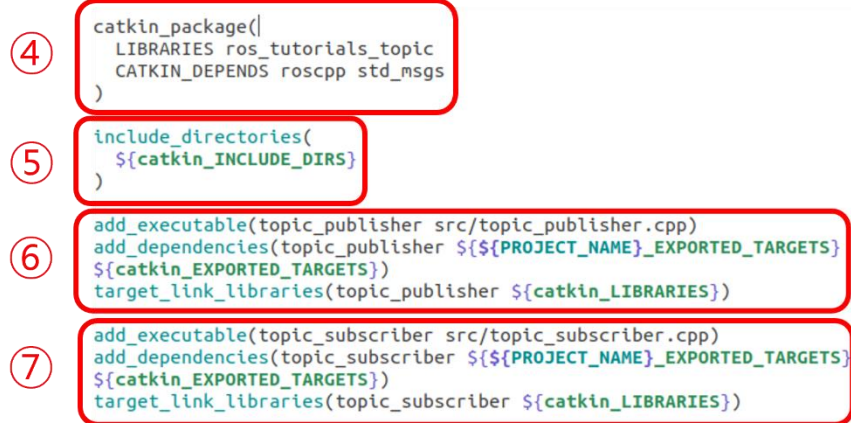 ④
catkin_package(
LIBRARIES ros_tutorials_topic
CATKIN_DEPENDS roscpp std_msgs
)
⑤
include_directories(
${catkin_INCLUDE_DIRS}
)
⑥
add_executable(topic_publisher src/topic_publisher.cpp)
add_dependencies(topic_publisher ${${PROJECT_NAME}_EXPORTED_TARGETS}
${catkin_EXPORTED_TARGETS})
target_link_libraries(topic_publisher ${catkin_LIBRARIES})
⑦
add_executable(topic_subscriber src/topic_subscriber.cpp)
add_dependencies(topic_subscriber ${${PROJECT_NAME}_EXPORTED_TARGETS}
${catkin_EXPORTED_TARGETS})
target_link_libraries(topic_subscriber ${catkin_LIBRARIES})